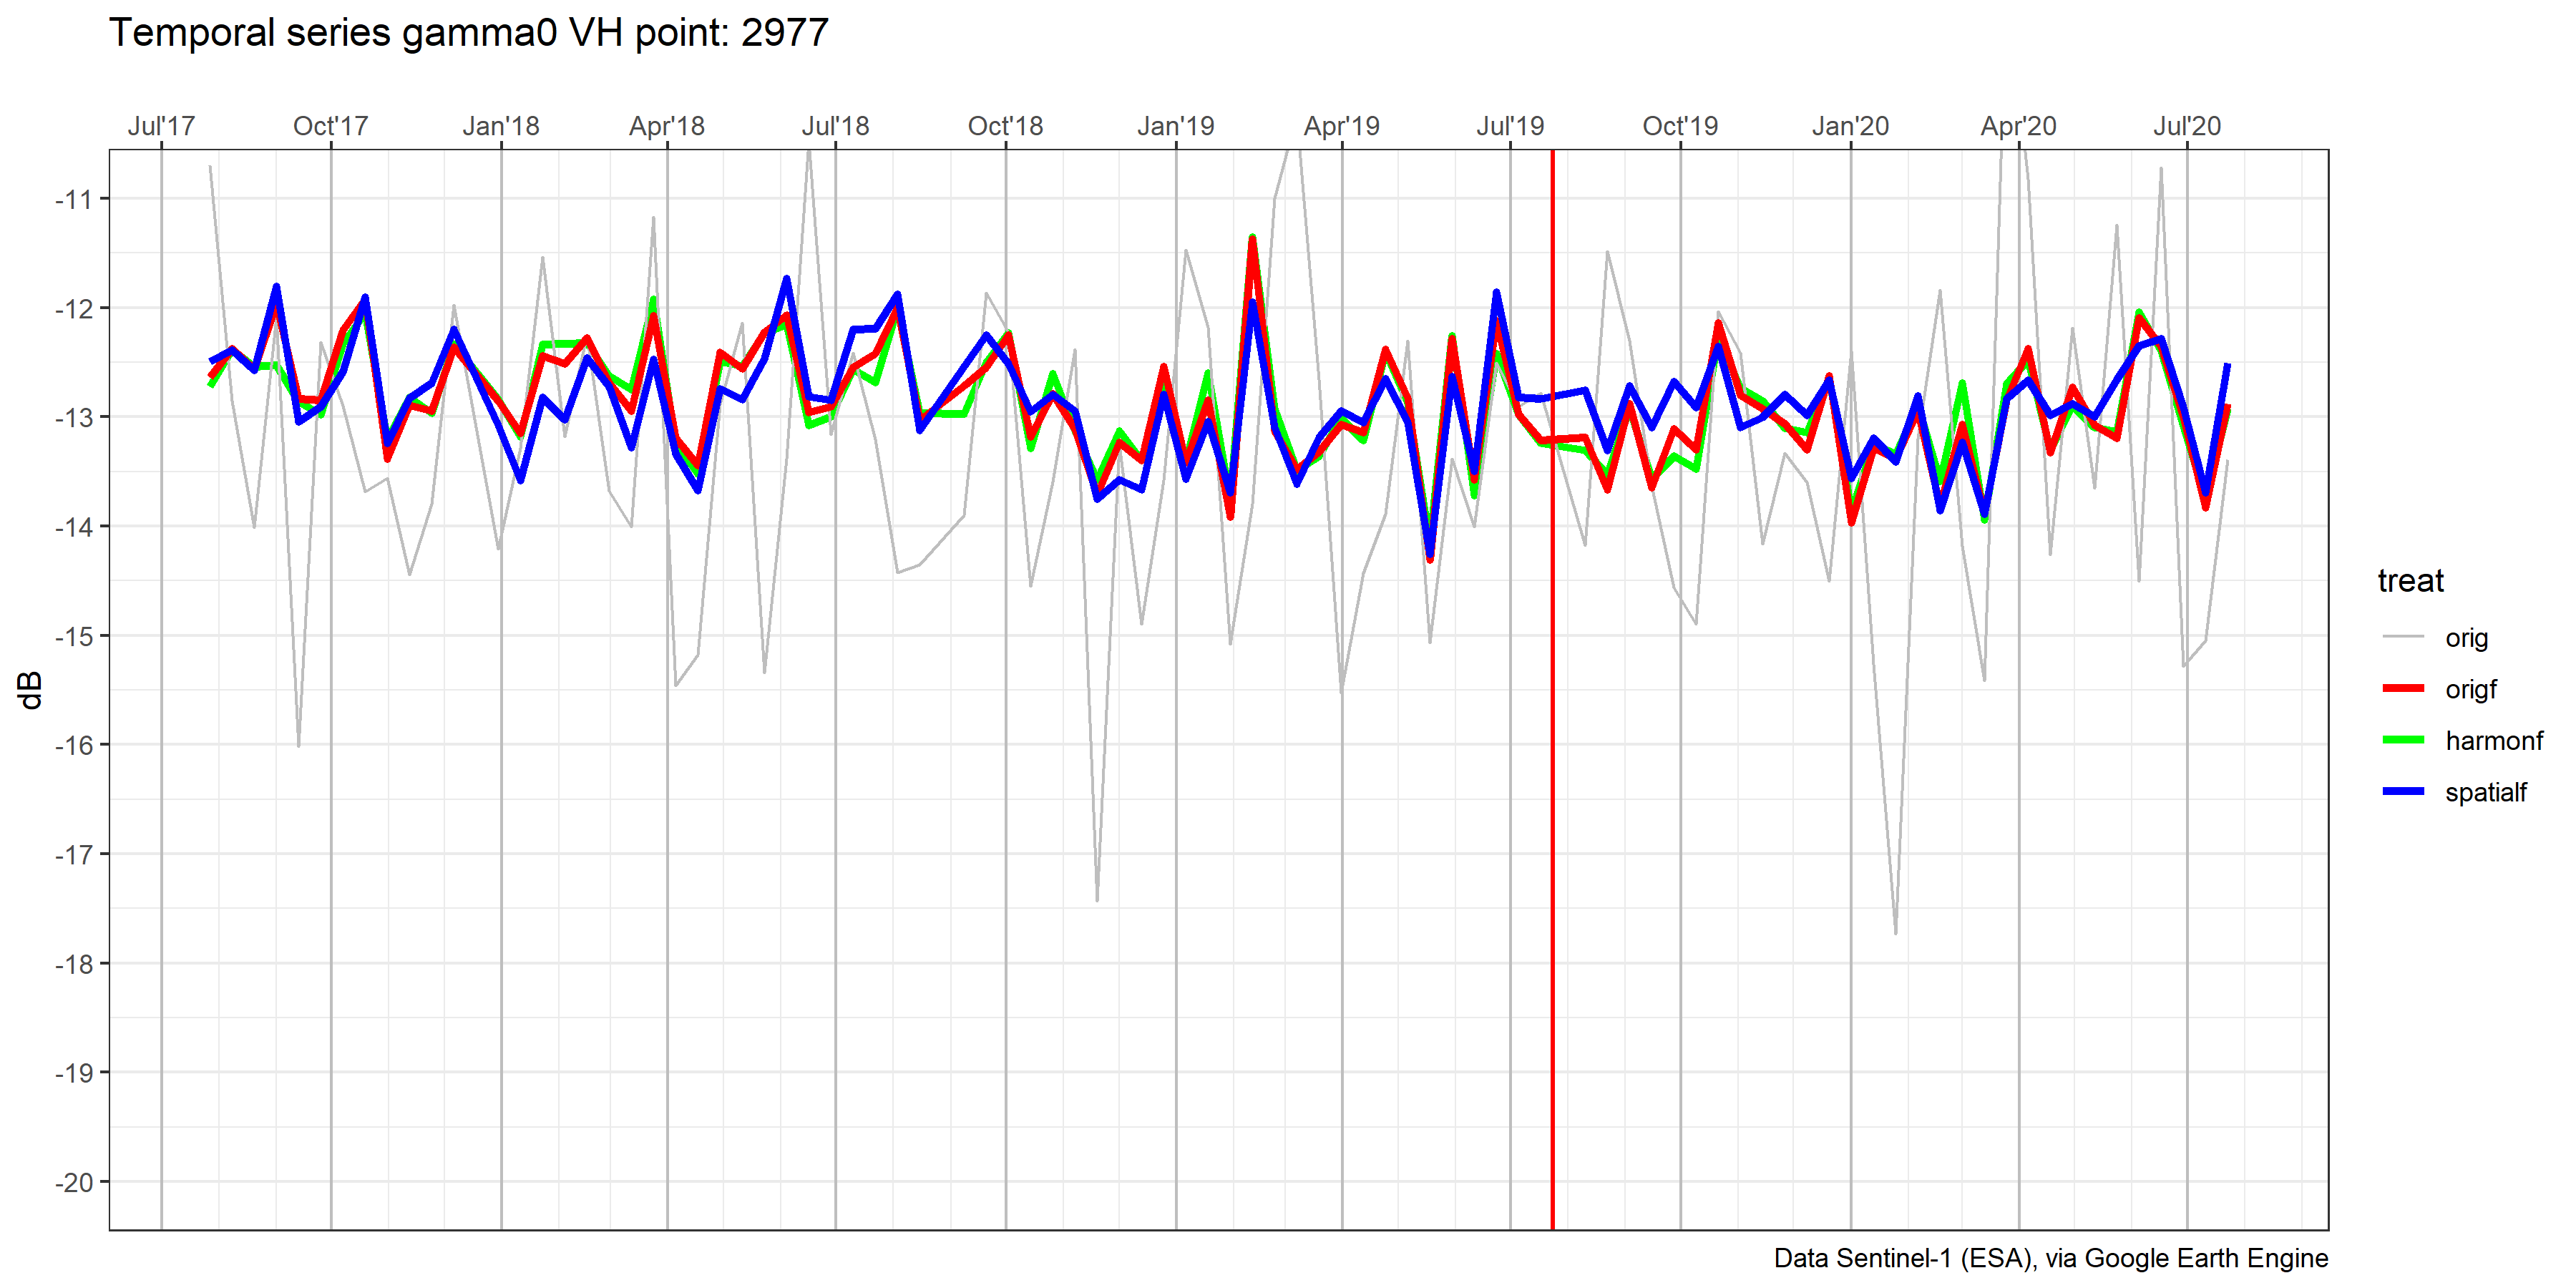 Temporal series gamma0 VH point: 2977
Jul'17 Oct'17 Jan'18 Apr'18 Jul'18 Oct'18 Jan'19 Apr'19 Jul'19 Oct'19 Jan'20 Apr'20 Jul'20
-11
-12
-13
-14
-15
-16
-17
-18
-19
-20
dB
treat
orig
origf
harmonf
spatialf
Data Sentinel-1 (ESA), via Google Earth Engine